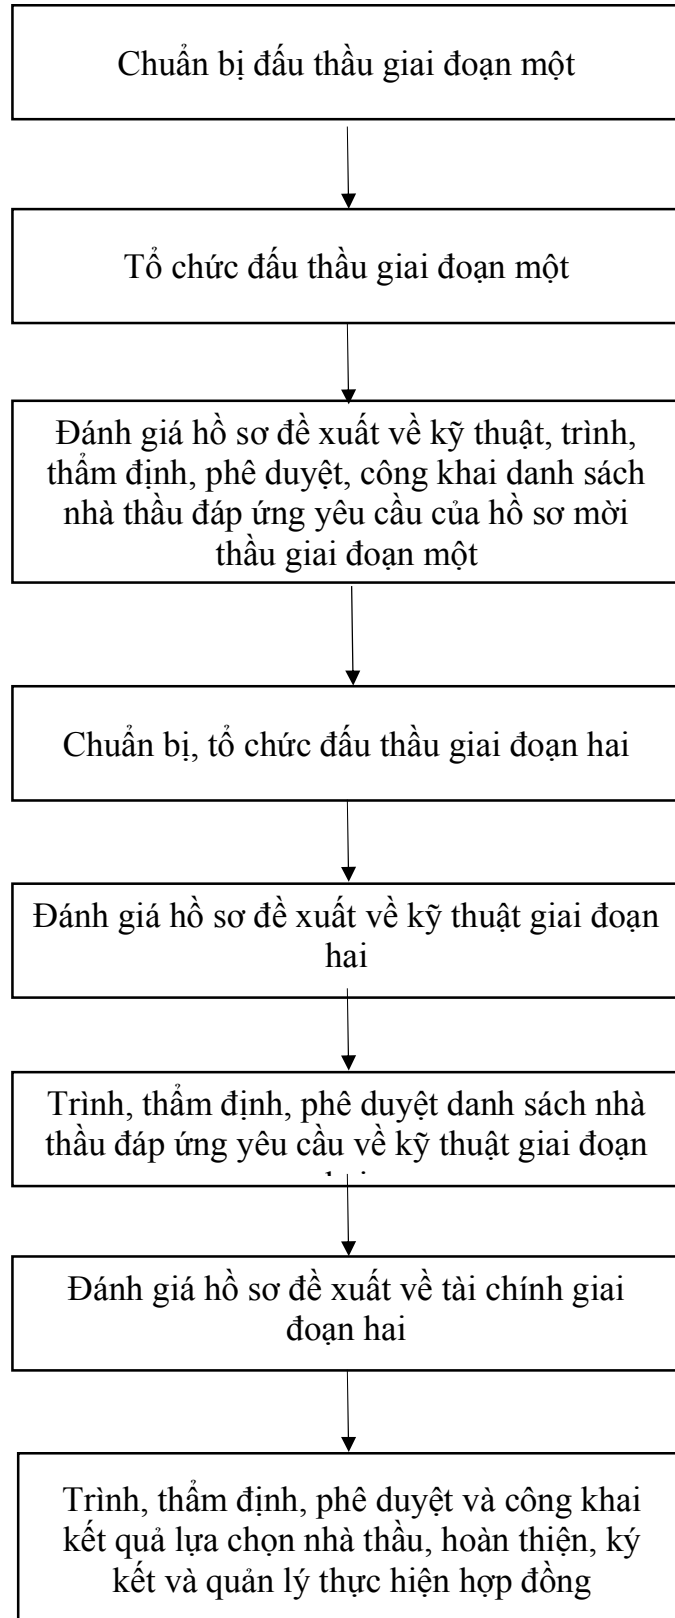 Chuẩn bị đấu thầu giai đoạn một
Tổ chức đấu thầu giai đoạn một
Đánh giá hồ sơ đề xuất về kỹ thuật, trình,
thẩm định, phê duyệt, công khai danh sách
nhà thầu đáp ứng yêu cầu của hồ sơ mời
thầu giai đoạn một
Chuẩn bị, tổ chức đấu thầu giai đoạn hai
Đánh giá hồ sơ đề xuất về kỹ thuật giai đoạn
hai
Trình, thẩm định, phê duyệt danh sách nhà
thầu đáp ứng yêu cầu về kỹ thuật giai đoạn
Đánh giá hồ sơ đề xuất về tài chính giai
đoạn hai
Trình, thẩm định, phê duyệt và công khai
kết quả lựa chọn nhà thầu, hoàn thiện, ký
kết và quản lý thực hiện hợp đồng